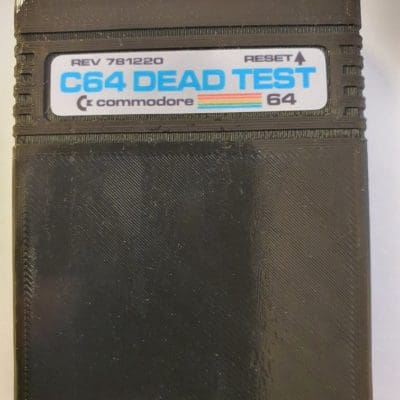 REV 781220 RESET
C64 DEAD TEST
commodore 64